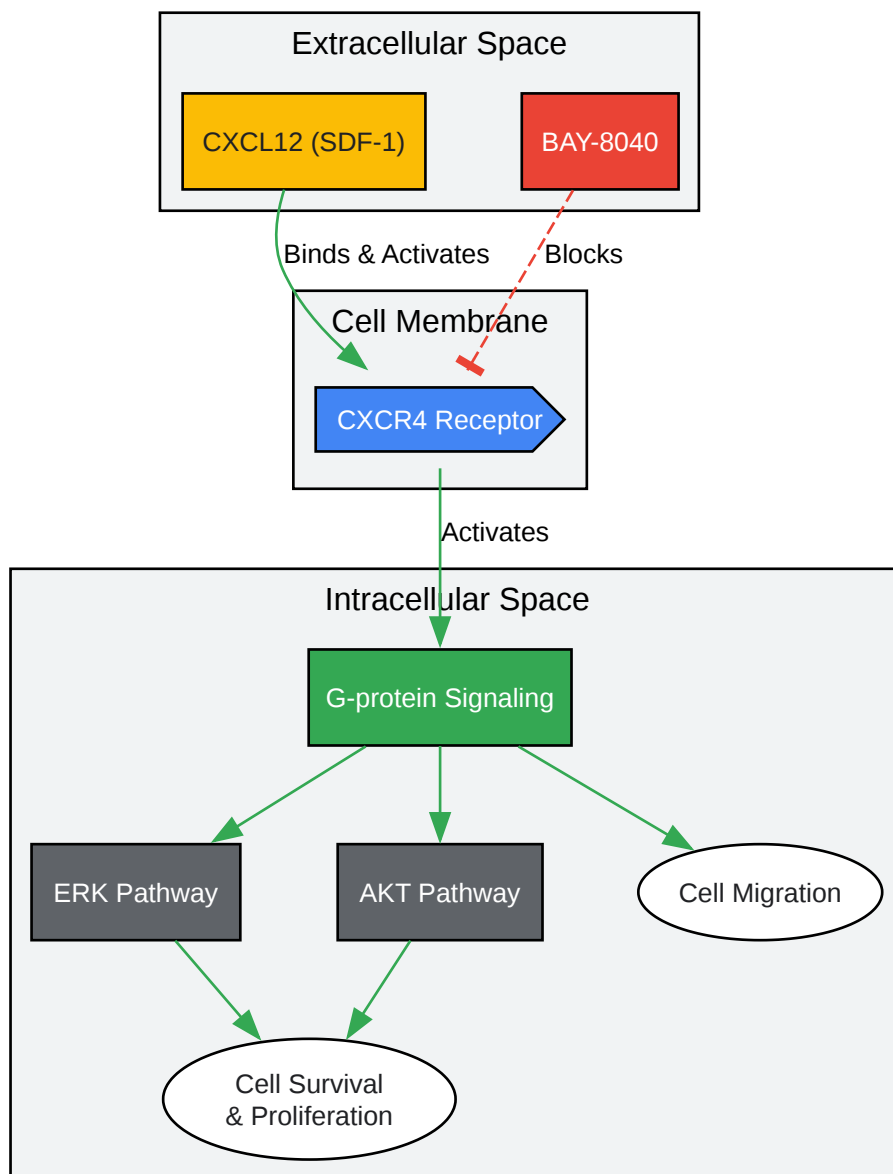 Extracellular Space
CXCL12 (SDF-1)
BAY-8040
Binds & Activates
Blocks
Cell Membrane
CXCR4 Receptor
Activates
Intracellular Space
G-protein Signaling
ERK Pathway
AKT Pathway
Cell Migration
Cell Survival
& Proliferation